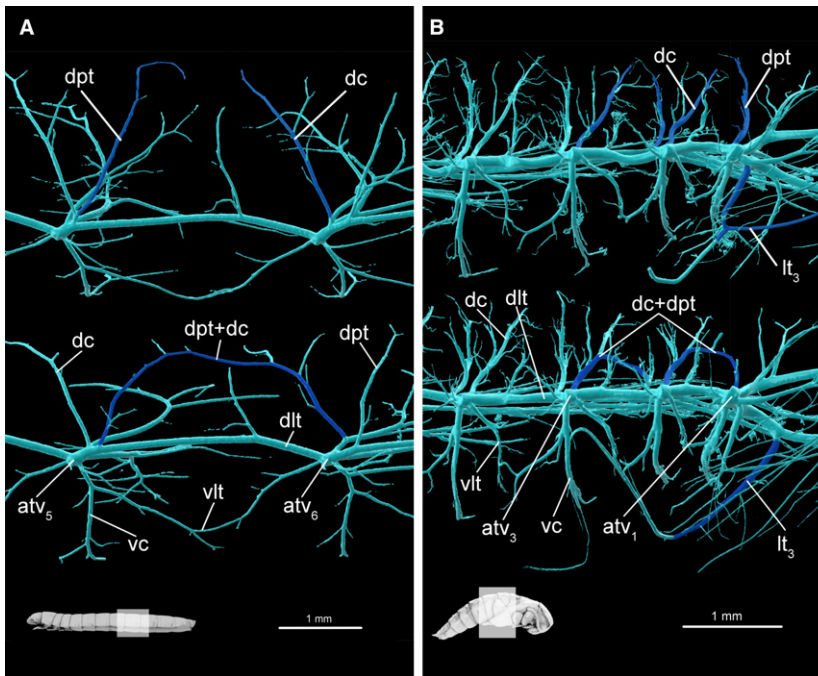 A
dpt
dc
dc
dpt+dc
dpt
dlt
atv₅
vlt
atv₆
vc
1 mm
B
dc
dpt
lt₃
dc
dlt
dc+dpt
vlt
atv₃
vc
atv₁
lt₃
1 mm